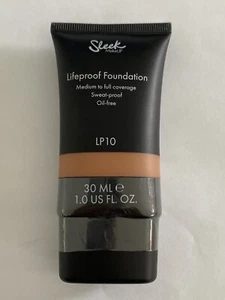 Sleek
MAKEUP
Lifeproof Foundation
Medium to full coverage
Sweat-proof
Oil-free
LP10
30 ML ℮
1.0 US FL. OZ.